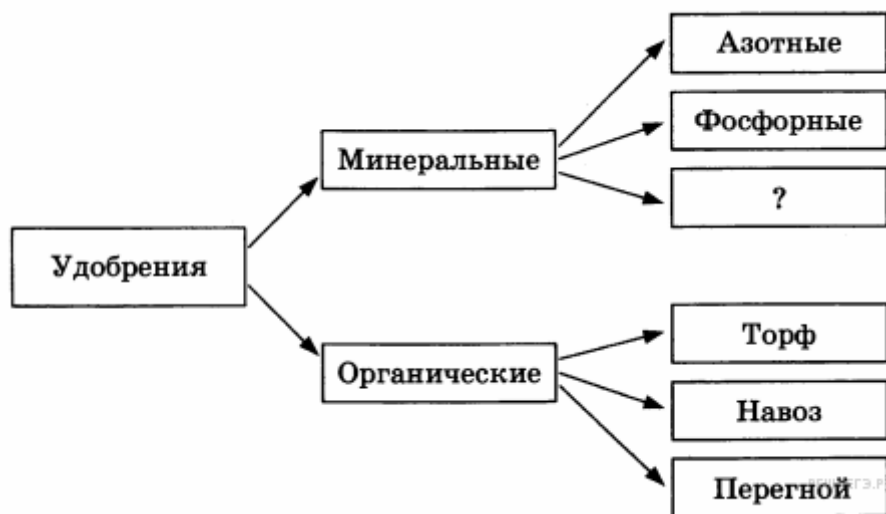 Азотные
Фосфорные
Минеральные
?
Удобрения
Торф
Органические
Навоз
Перегной